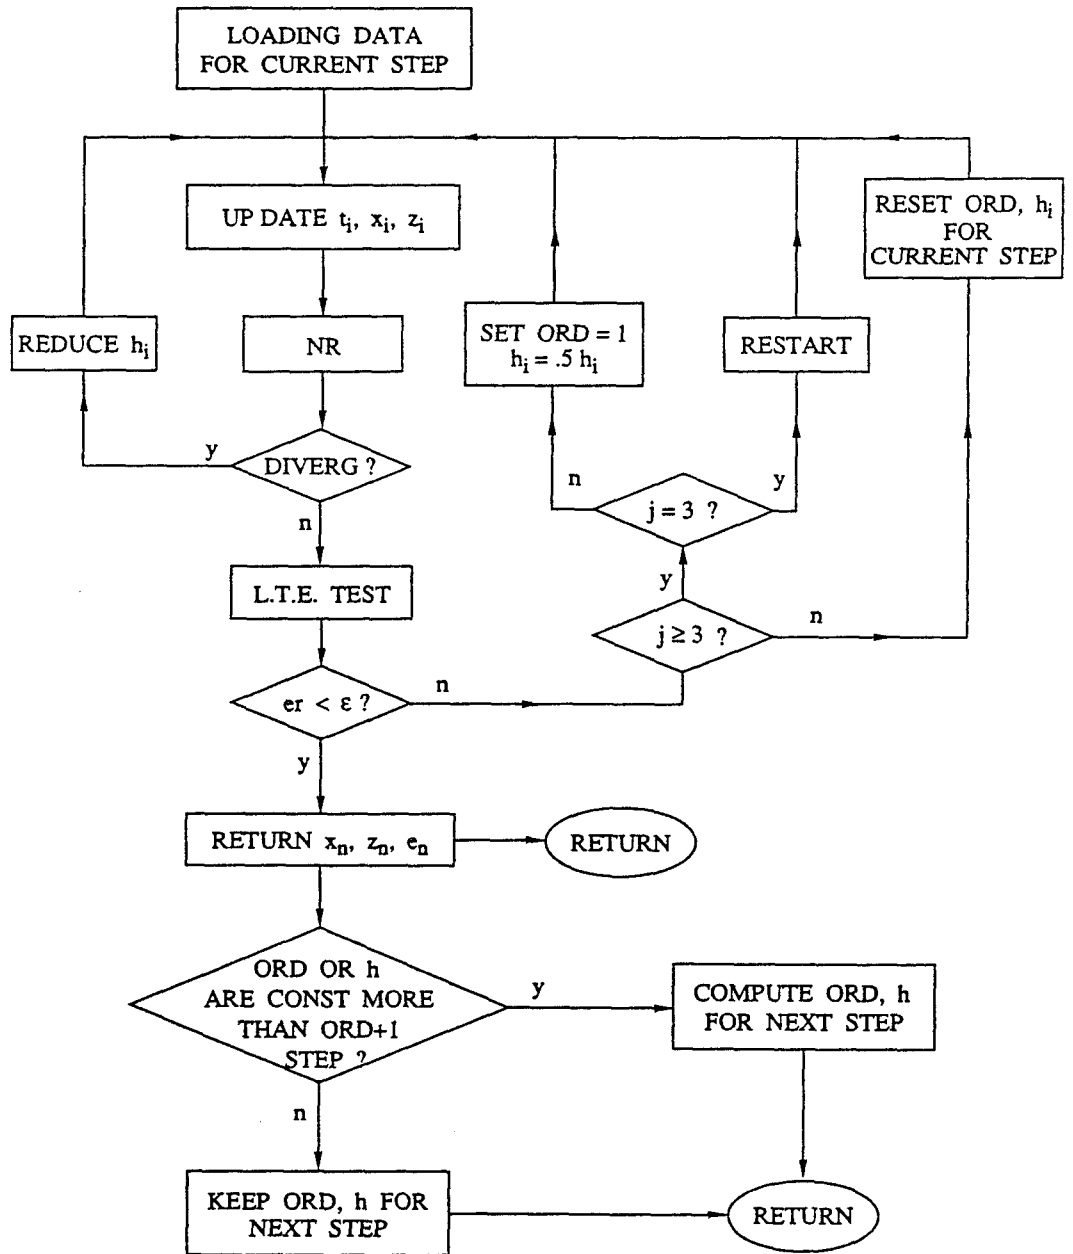 LOADING DATA
FOR CURRENT STEP
UP DATE tᵢ, xᵢ, zᵢ
RESET ORD, hᵢ
FOR
CURRENT STEP
REDUCE hᵢ
NR
SET ORD = 1
hᵢ = .5 hᵢ
RESTART
y
DIVERG ?
n
n
j = 3 ?
y
L.T.E. TEST
y
j ≥ 3 ?
n
er < ε ?
n
y
RETURN xₙ, zₙ, eₙ
RETURN
ORD OR h
ARE CONST MORE
THAN ORD+1
STEP ?
y
COMPUTE ORD, h
FOR NEXT STEP
n
KEEP ORD, h FOR
NEXT STEP
RETURN